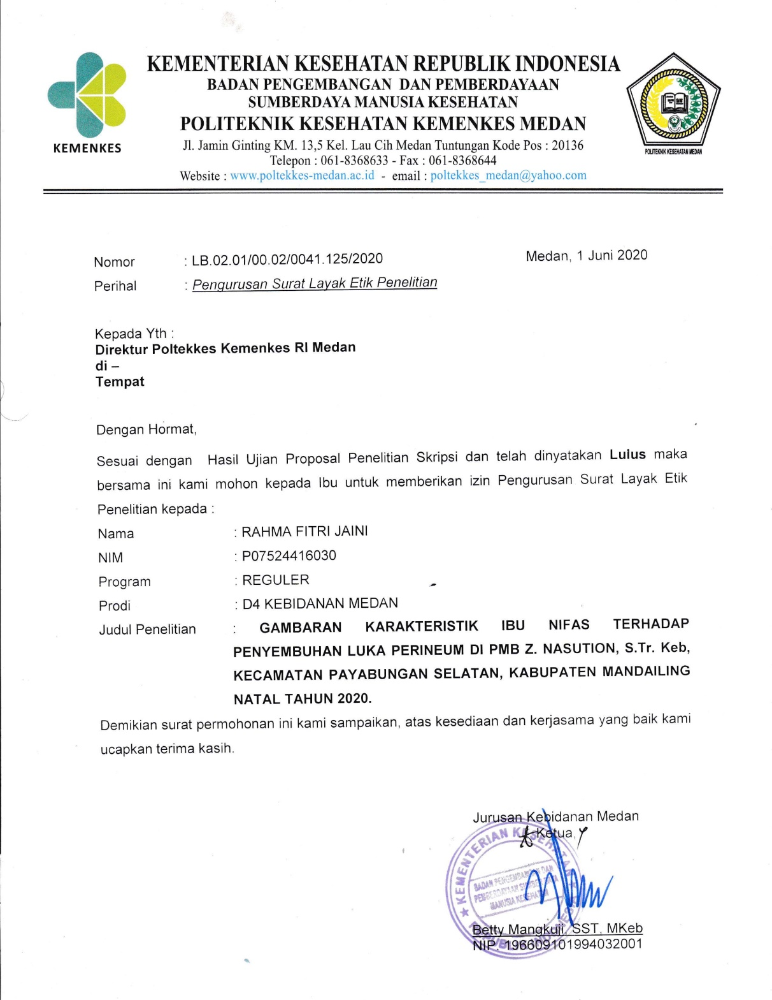 KEMENTERIAN KESEHATAN REPUBLIK INDONESIA
BADAN PENGEMBANGAN DAN PEMBERDAYAAN
SUMBERDAYA MANUSIA KESEHATAN
POLITEKNIK KESEHATAN KEMENKES MEDAN
Jl. Jamin Ginting KM. 13,5 Kel. Lau Cih Medan Tuntungan Kode Pos : 20136
Telepon : 061-8368633 - Fax : 061-8368644
Website : www.poltekkes-medan.ac.id - email : poltekkes_medan@yahoo.com
KEMENKES
POLITEKNIK KESEHATAN MEDAN
Nomor : LB.02.01/00.02/0041.125/2020 Medan, 1 Juni 2020
Perihal : Pengurusan Surat Layak Etik Penelitian
Kepada Yth :
Direktur Poltekkes Kemenkes RI Medan
di –
Tempat
Dengan Hormat,
Sesuai dengan Hasil Ujian Proposal Penelitian Skripsi dan telah dinyatakan Lulus maka
bersama ini kami mohon kepada Ibu untuk memberikan izin Pengurusan Surat Layak Etik
Penelitian kepada :
Nama : RAHMA FITRI JAINI
NIM : P07524416030
Program : REGULER
Prodi : D4 KEBIDANAN MEDAN
Judul Penelitian : GAMBARAN KARAKTERISTIK IBU NIFAS TERHADAP
PENYEMBUHAN LUKA PERINEUM DI PMB Z. NASUTION, S.Tr. Keb,
KECAMATAN PAYABUNGAN SELATAN, KABUPATEN MANDAILING
NATAL TAHUN 2020.
Demikian surat permohonan ini kami sampaikan, atas kesediaan dan kerjasama yang baik kami
ucapkan terima kasih.
Jurusan Kebidanan Medan
Ketua,
KEMENTERIAN KESEHATAN
BADAN PENGEMBANGAN DAN
PEMBERDAYAAN SUMBER DAYA
MANUSIA KESEHATAN
REPUBLIK INDONESIA
Betty Mangkuji, SST, MKeb
NIP. 196609101994032001